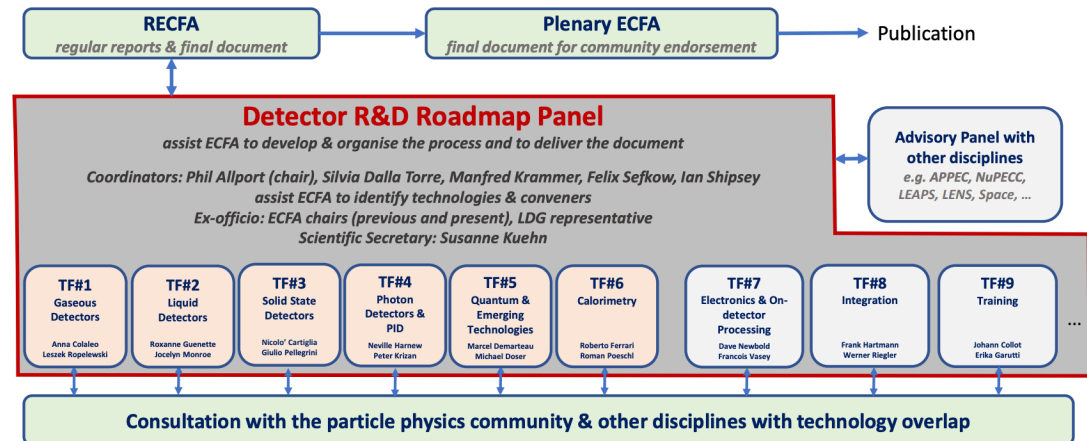 RECFA
regular reports & final document
Plenary ECFA
final document for community endorsement
Publication
Detector R&D Roadmap Panel
assist ECFA to develop & organise the process and to deliver the document
Coordinators: Phil Allport (chair), Silvia Dalla Torre, Manfred Krammer, Felix Sefkow, Ian Shipsey
assist ECFA to identify technologies & conveners
Ex-officio: ECFA chairs (previous and present), LDG representative
Scientific Secretary: Susanne Kuehn
Advisory Panel with
other disciplines
e.g. APPEC, NuPECC,
LEAPS, LENS, Space, …
TF#1
Gaseous
Detectors
Anna Colaleo
Leszek Ropelewski
TF#2
Liquid
Detectors
Roxanne Guenette
Jocelyn Monroe
TF#3
Solid State
Detectors
Nicolo' Cartiglia
Giulio Pellegrini
TF#4
Photon
Detectors &
PID
Neville Harnew
Peter Krizan
TF#5
Quantum &
Emerging
Technologies
Marcel Demarteau
Michael Doser
TF#6
Calorimetry
Roberto Ferrari
Roman Poeschl
TF#7
Electronics & On-
detector
Processing
Dave Newbold
Francois Vasey
TF#8
Integration
Frank Hartmann
Werner Riegler
TF#9
Training
Johann Collot
Erika Garutti
…
Consultation with the particle physics community & other disciplines with technology overlap